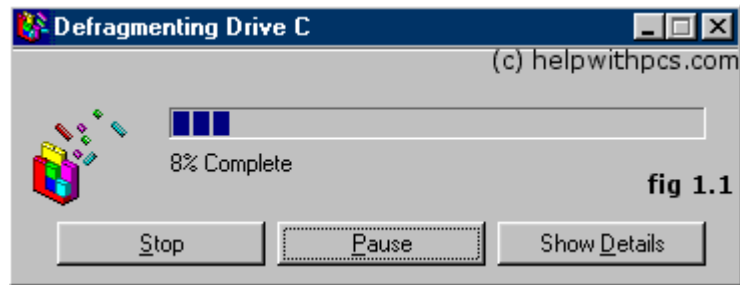 Defragmenting Drive C
(c) helpwithpcs.com
8% Complete
fig 1.1
Stop Pause Show Details